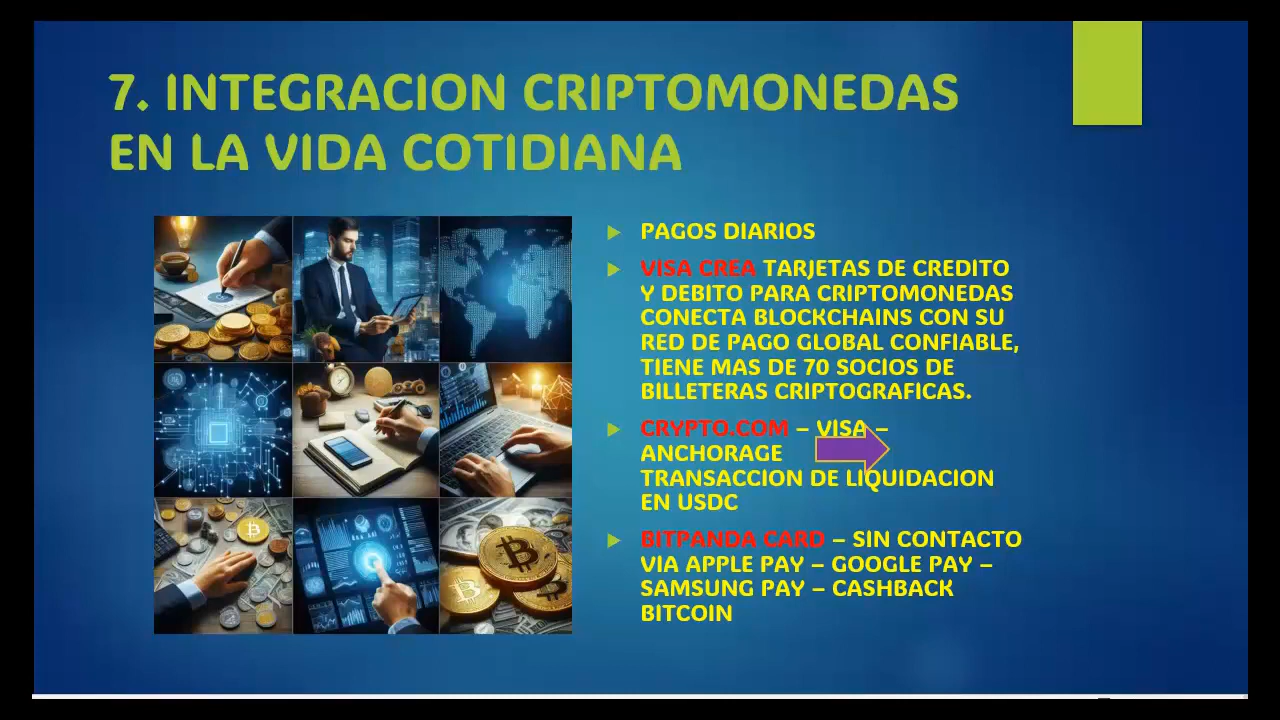 7. INTEGRACION CRIPTOMONEDAS
EN LA VIDA COTIDIANA
PAGOS DIARIOS
VISA CREA TARJETAS DE CREDITO
Y DEBITO PARA CRIPTOMONEDAS
CONECTA BLOCKCHAINS CON SU
RED DE PAGO GLOBAL CONFIABLE,
TIENE MAS DE 70 SOCIOS DE
BILLETERAS CRIPTOGRAFICAS.
CRYPTO.COM – VISA –
ANCHORAGE
TRANSACCION DE LIQUIDACION
EN USDC
BITPANDA CARD – SIN CONTACTO
VIA APPLE PAY – GOOGLE PAY –
SAMSUNG PAY – CASHBACK
BITCOIN